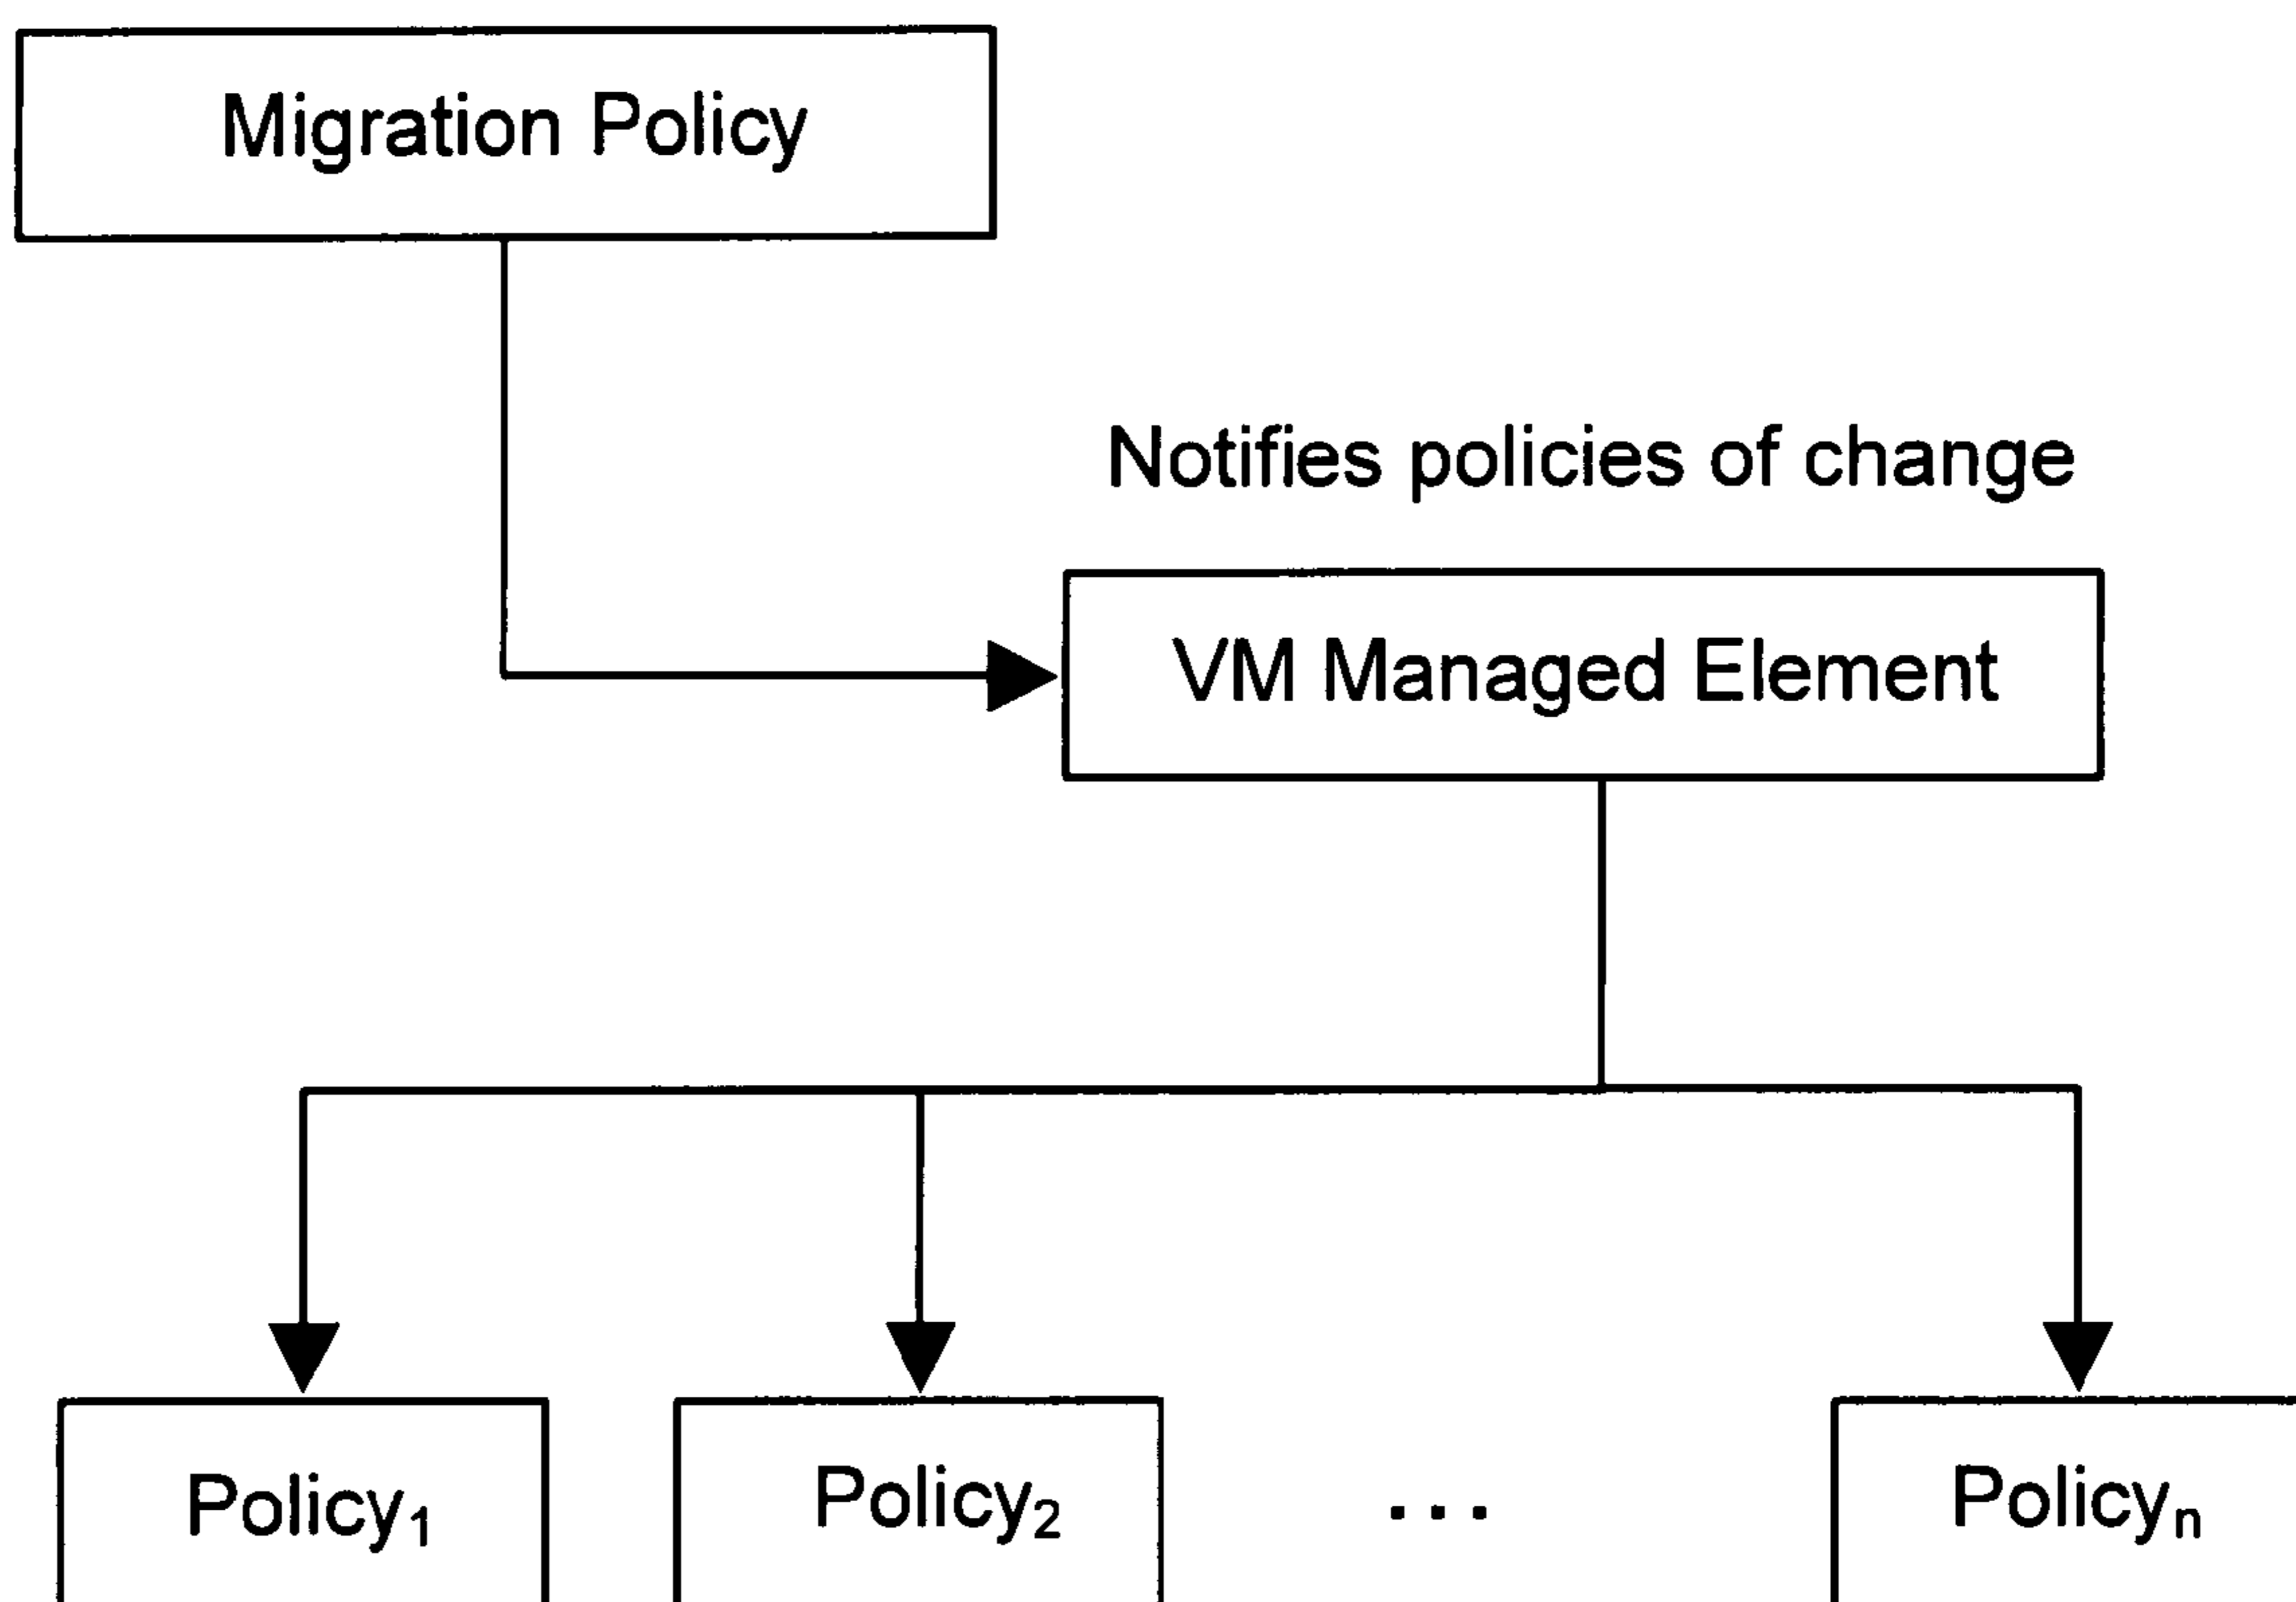 Migration Policy
Notifies policies of change
VM Managed Element
Policy₁ Policy₂ ... Policyₙ